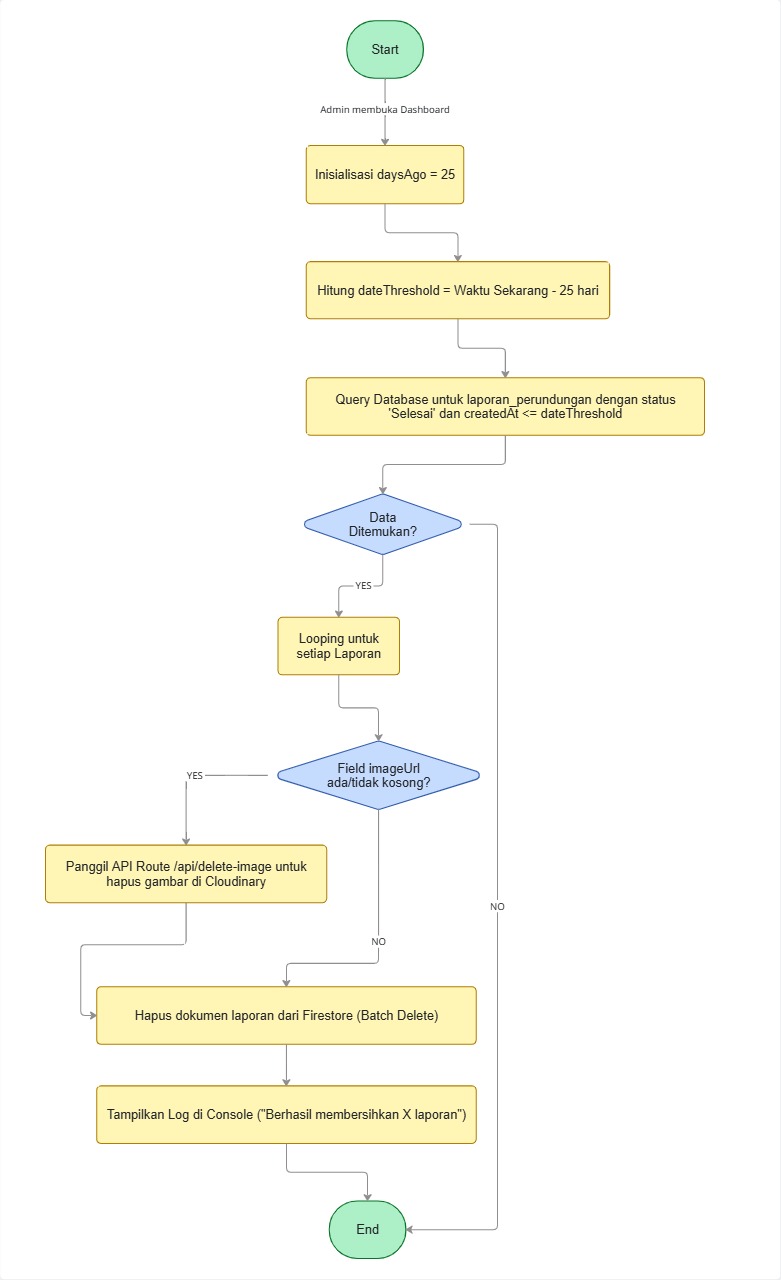 Start
Admin membuka Dashboard
Inisialisasi daysAgo = 25
Hitung dateThreshold = Waktu Sekarang - 25 hari
Query Database untuk laporan_perundungan dengan status
'Selesai' dan createdAt <= dateThreshold
Data
Ditemukan?
YES
Looping untuk
setiap Laporan
Field imageUrl
ada/tidak kosong?
YES
Panggil API Route /api/delete-image untuk
hapus gambar di Cloudinary
NO
NO
Hapus dokumen laporan dari Firestore (Batch Delete)
Tampilkan Log di Console ("Berhasil membersihkan X laporan")
End